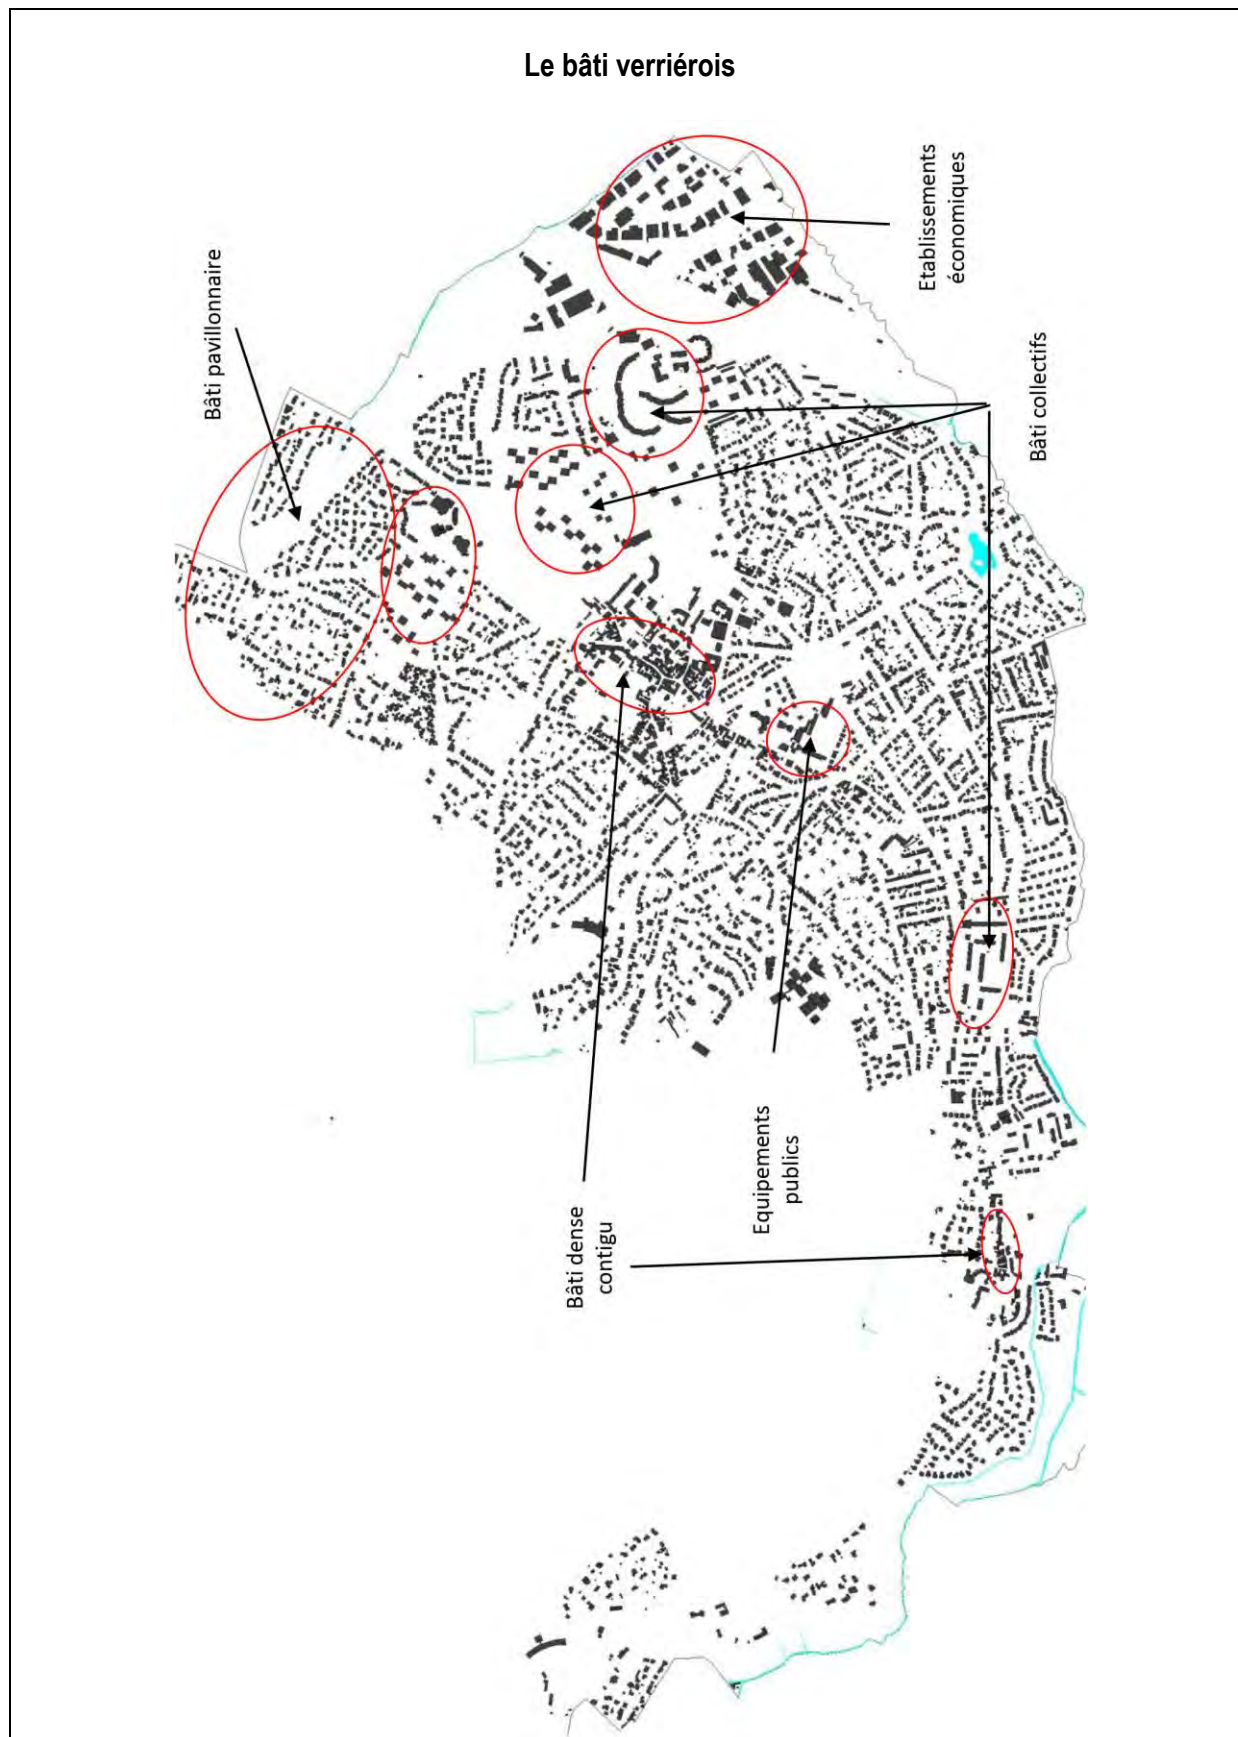 Le bâti verriérois
Bâti pavillonnaire
Etablissements
économiques
Bâti collectifs
Bâti dense
contigu
Equipements
publics